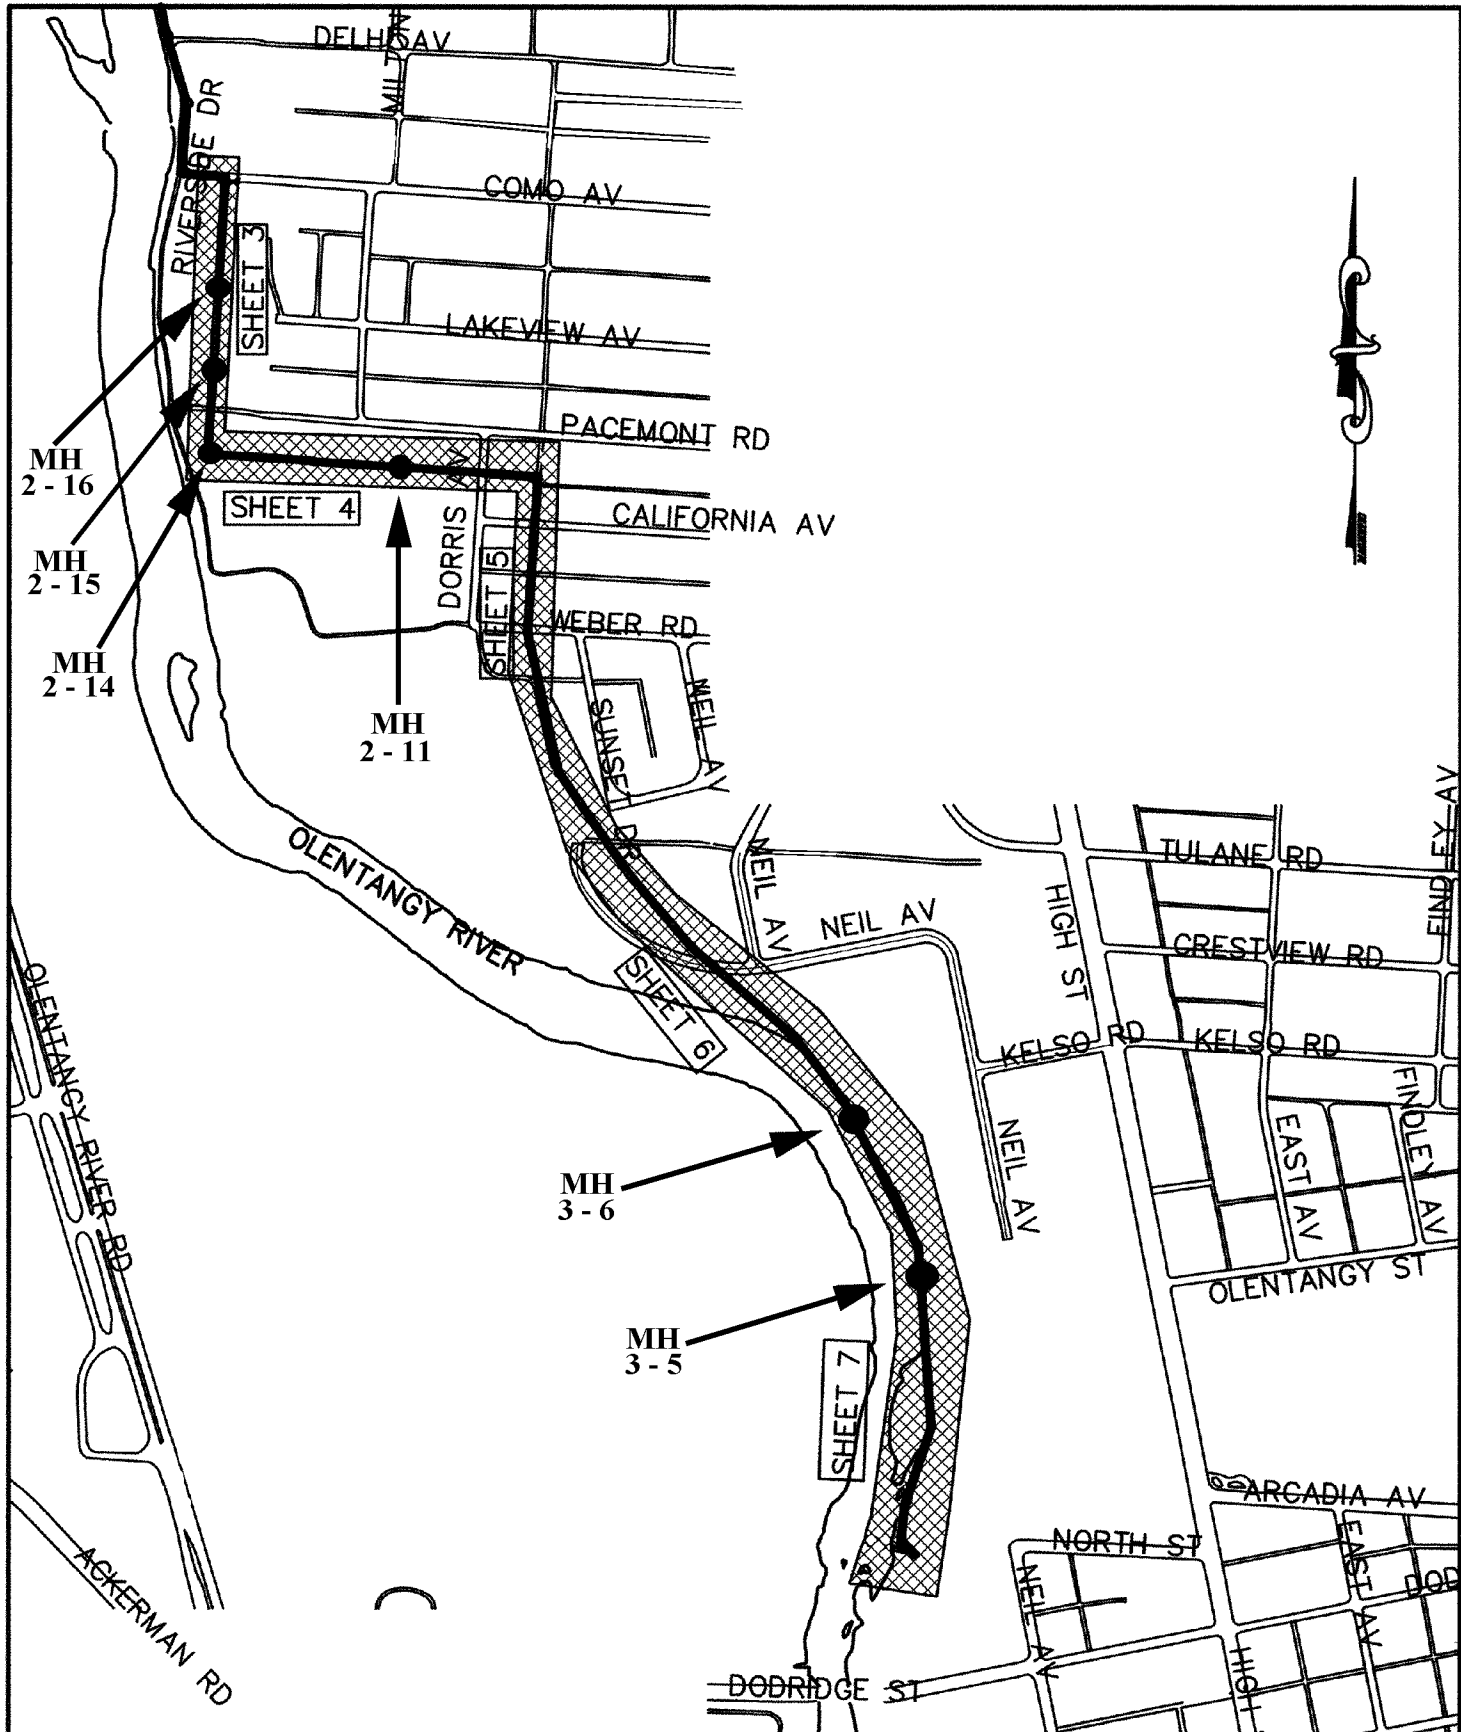 DELHI AV
MILTON
RIVERSIDE DR
COMO AV
SHEET 3
LAKEVIEW AV
PACEMONT RD
MH
2 - 16
SHEET 4
DORRIS AV
CALIFORNIA AV
MH
2 - 15
SHEET 5
WEBER RD
MH
2 - 14
MH
2 - 11
SUNSET DR
NEIL AV
OLENTANGY RIVER
NEIL AV
NEIL AV
HIGH ST
TULANE RD
FINDLEY AV
CRESTVIEW RD
SHEET 6
OLENTANGY RIVER RD
KELSO RD
KELSO RD
NEIL AV
EAST AV
FINDLEY AV
MH
3 - 6
OLENTANGY ST
MH
3 - 5
SHEET 7
ARCADIA AV
NORTH ST
NEIL AV
EAST AV
DOD
ACKERMAN RD
HIGH
DODRIDGE ST